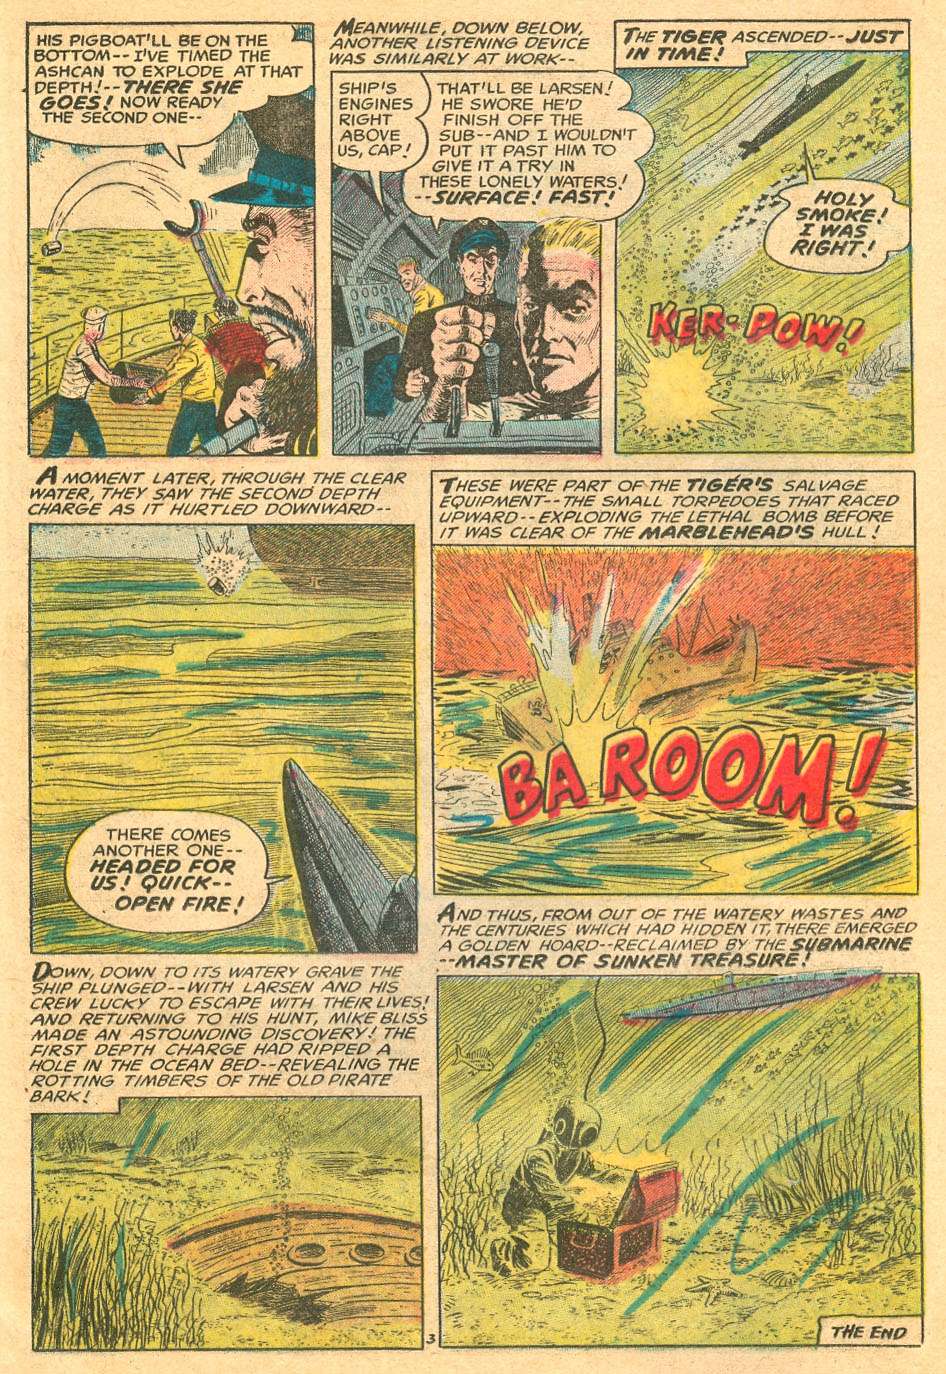 HIS PIGBOAT'LL BE ON THE
BOTTOM--I'VE TIMED THE
ASHCAN TO EXPLODE AT THAT
DEPTH!--THERE SHE
GOES! NOW READY
THE SECOND ONE--
MEANWHILE, DOWN BELOW,
ANOTHER LISTENING DEVICE
WAS SIMILARLY AT WORK--
SHIP'S
ENGINES
RIGHT
ABOVE
US, CAP!
THAT'LL BE LARSEN!
HE SWORE HE'D
FINISH OFF THE
SUB--AND I WOULDN'T
PUT IT PAST HIM TO
GIVE IT A TRY IN
THESE LONELY WATERS!
--SURFACE! FAST!
THE TIGER ASCENDED--JUST
IN TIME!
HOLY
SMOKE!
I WAS
RIGHT!
KER-POW!
A MOMENT LATER, THROUGH THE CLEAR
WATER, THEY SAW THE SECOND DEPTH
CHARGE AS IT HURTLED DOWNWARD--
THERE COMES
ANOTHER ONE--
HEADED FOR
US! QUICK--
OPEN FIRE!
THESE WERE PART OF THE TIGER'S SALVAGE
EQUIPMENT--THE SMALL TORPEDOES THAT RACED
UPWARD--EXPLODING THE LETHAL BOMB BEFORE
IT WAS CLEAR OF THE MARBLEHEAD'S HULL!
BAROOM!
DOWN, DOWN TO ITS WATERY GRAVE THE
SHIP PLUNGED--WITH LARSEN AND HIS
CREW LUCKY TO ESCAPE WITH THEIR LIVES!
AND RETURNING TO HIS HUNT, MIKE BLISS
MADE AN ASTOUNDING DISCOVERY! THE
FIRST DEPTH CHARGE HAD RIPPED A
HOLE IN THE OCEAN BED--REVEALING THE
ROTTING TIMBERS OF THE OLD PIRATE
BARK!
AND THUS, FROM OUT OF THE WATERY WASTES AND
THE CENTURIES WHICH HAD HIDDEN IT, THERE EMERGED
A GOLDEN HOARD--RECLAIMED BY THE SUBMARINE
--MASTER OF SUNKEN TREASURE!
THE END
3